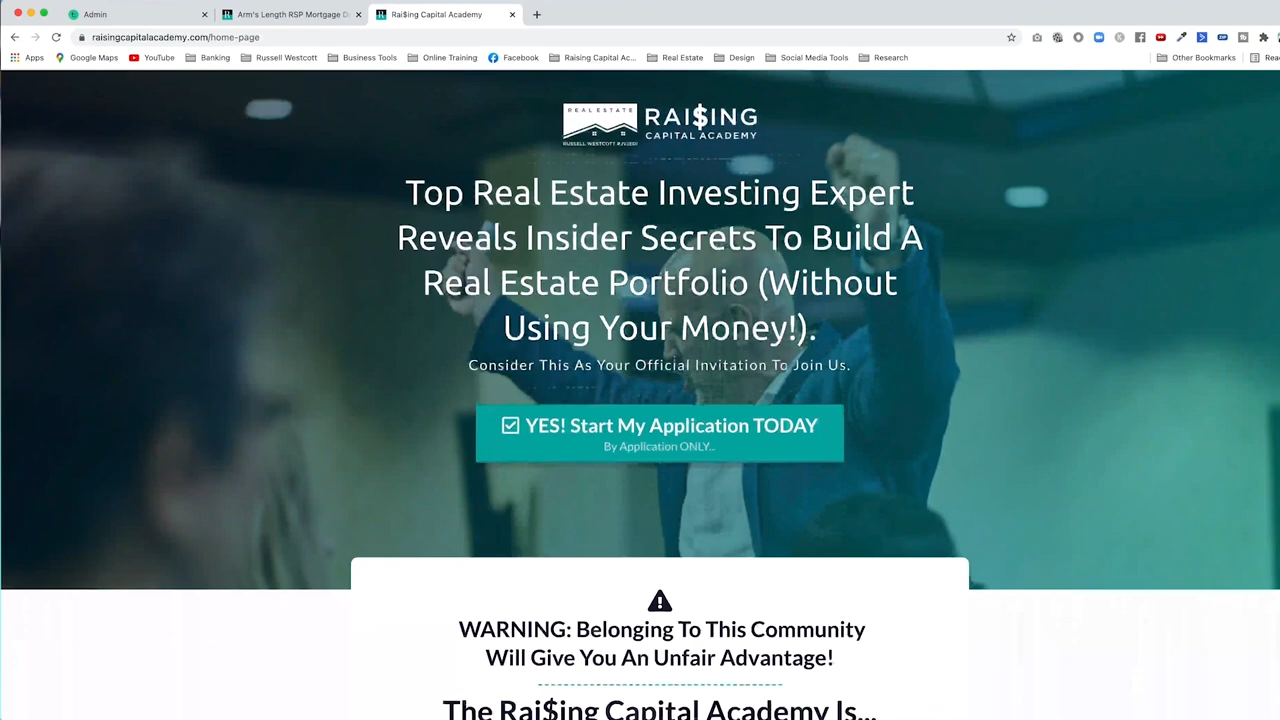 Admin
Arm's Length RSP Mortgage D
Rai$ing Capital Academy
raisingcapitalacademy.com/home-page
Apps
Google Maps
YouTube
Banking
Russell Westcott
Business Tools
Online Training
Facebook
Raising Capital Ac...
Real Estate
Design
Social Media Tools
Research
Other Bookmarks
Rea
REAL ESTATE
RAI$ING
CAPITAL ACADEMY
Top Real Estate Investing Expert
Reveals Insider Secrets To Build A
Real Estate Portfolio (Without
Using Your Money!).
Consider This As Your Official Invitation To Join Us.
YES! Start My Application TODAY
By Application ONLY...
WARNING: Belonging To This Community
Will Give You An Unfair Advantage!
The Rai$ing Capital Academy Is...